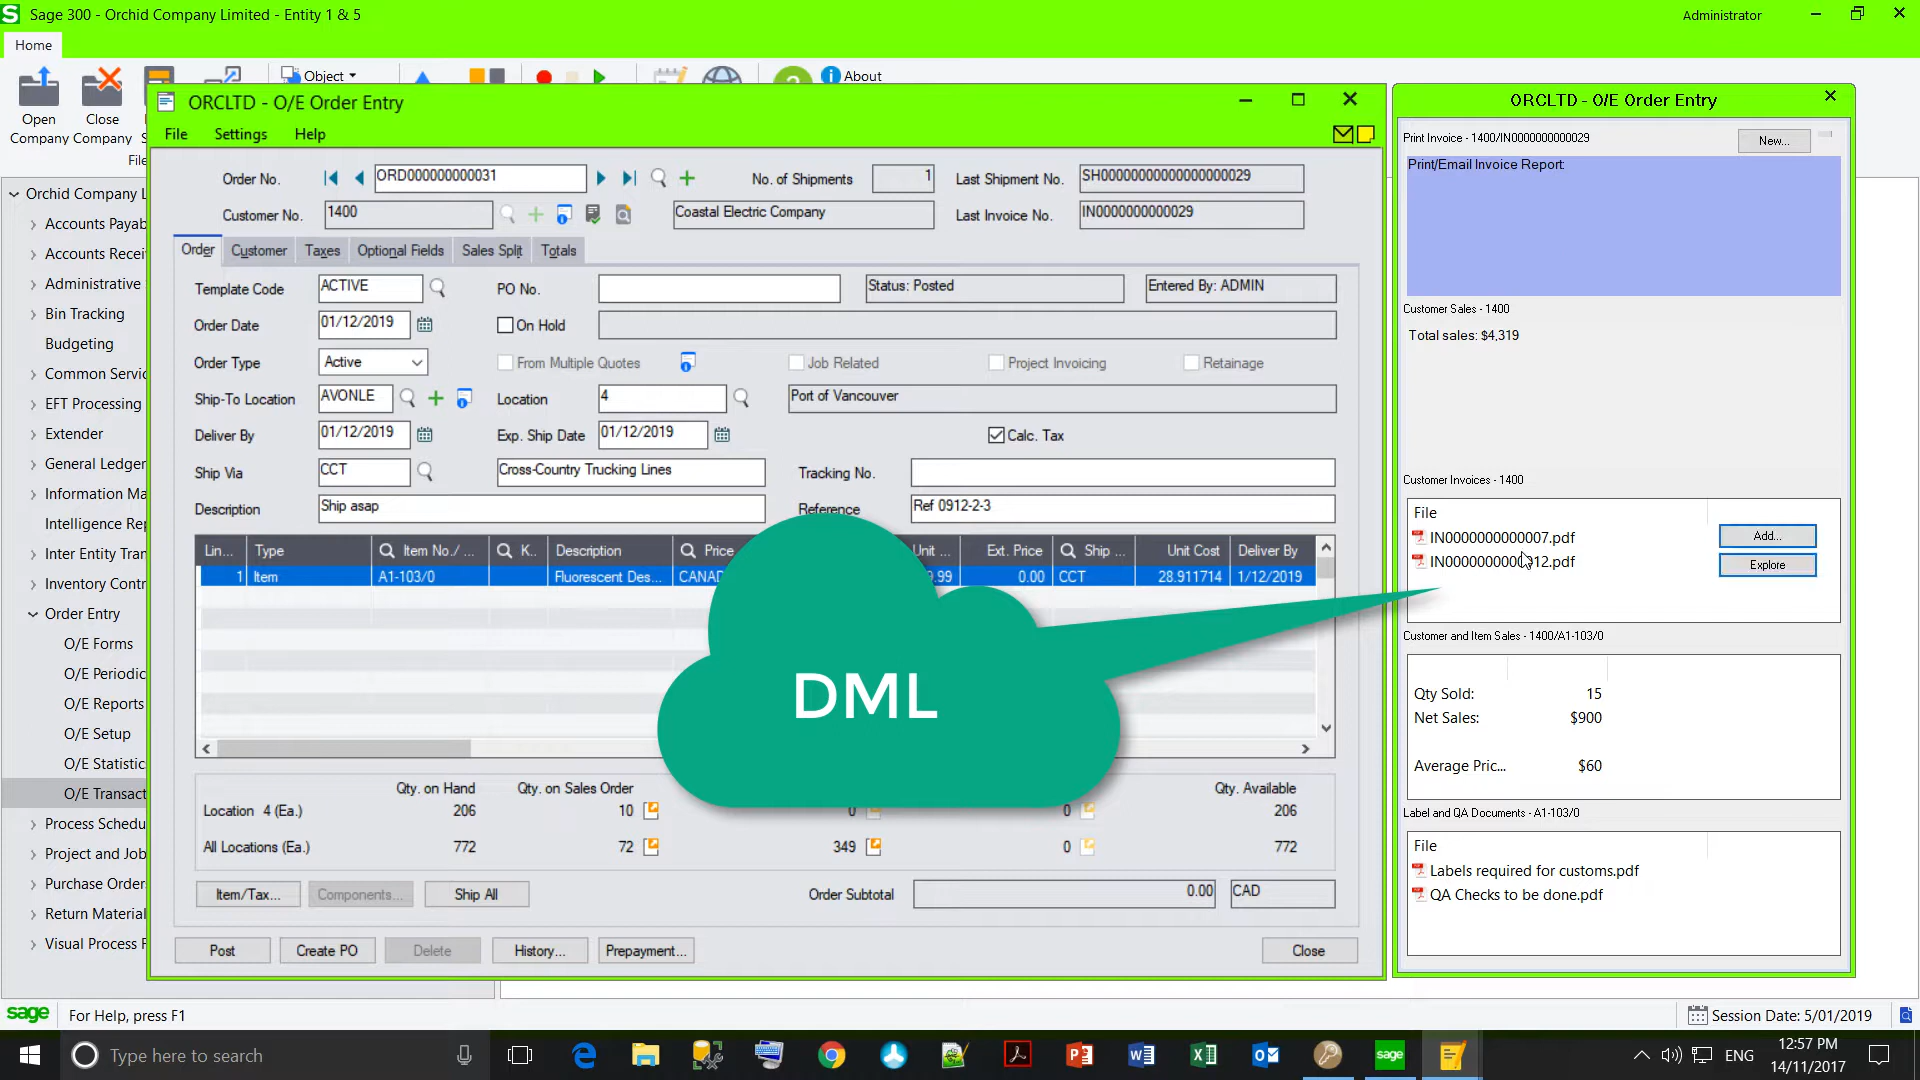 Sage 300 - Orchid Company Limited - Entity 1 & 5
Administrator
Home
Open Company
Close Company
Object
About
ORCLTD - O/E Order Entry
File Settings Help
Order No. ORD000000000031
No. of Shipments 1
Last Shipment No. SH00000000000000000029
Customer No. 1400
Coastal Electric Company
Last Invoice No. IN0000000000029
Order Customer Taxes Optional Fields Sales Split Totals
Template Code ACTIVE
PO No.
Status: Posted
Entered By: ADMIN
Order Date 01/12/2019
On Hold
Order Type Active
From Multiple Quotes
Job Related
Project Invoicing
Retainage
Ship-To Location AVONLE
Location 4
Port of Vancouver
Deliver By 01/12/2019
Exp. Ship Date 01/12/2019
Calc. Tax
Ship Via CCT
Cross-Country Trucking Lines
Tracking No.
Description Ship asap
Reference Ref 0912-2-3
Lin... Type Item No./ ... K.. Description Price Unit ... Ext. Price Ship ... Unit Cost Deliver By
1 Item A1-103/0 Fluorescent Des... CANAD .99 0.00 CCT 28.911714 1/12/2019
DML
Qty. on Hand Qty. on Sales Order Qty. Available
Location 4 (Ea.) 206 10 0 0 206
All Locations (Ea.) 772 72 349 0 772
Item/Tax... Components... Ship All
Order Subtotal 0.00 CAD
Post Create PO Delete History... Prepayment... Close
Orchid Company L
Accounts Payab
Accounts Recei
Administrative
Bin Tracking
Budgeting
Common Servic
EFT Processing
Extender
General Ledger
Information Ma
Intelligence Rep
Inter Entity Tran
Inventory Contr
Order Entry
O/E Forms
O/E Periodic
O/E Reports
O/E Setup
O/E Statistic
O/E Transact
Process Schedu
Project and Job
Purchase Order
Return Material
Visual Process F
ORCLTD - O/E Order Entry
Print Invoice - 1400/IN0000000000029
New...
Print/Email Invoice Report
Customer Sales - 1400
Total sales: $4,319
Customer Invoices - 1400
File
IN0000000000007.pdf
Add...
Explore
Customer and Item Sales - 1400/A1-103/0
Qty Sold: 15
Net Sales: $900
Average Pric... $60
Label and QA Documents - A1-103/0
File
Labels required for customs.pdf
QA Checks to be done.pdf
sage
For Help, press F1
Session Date: 5/01/2019
Type here to search
sage
ENG
12:57 PM
14/11/2017